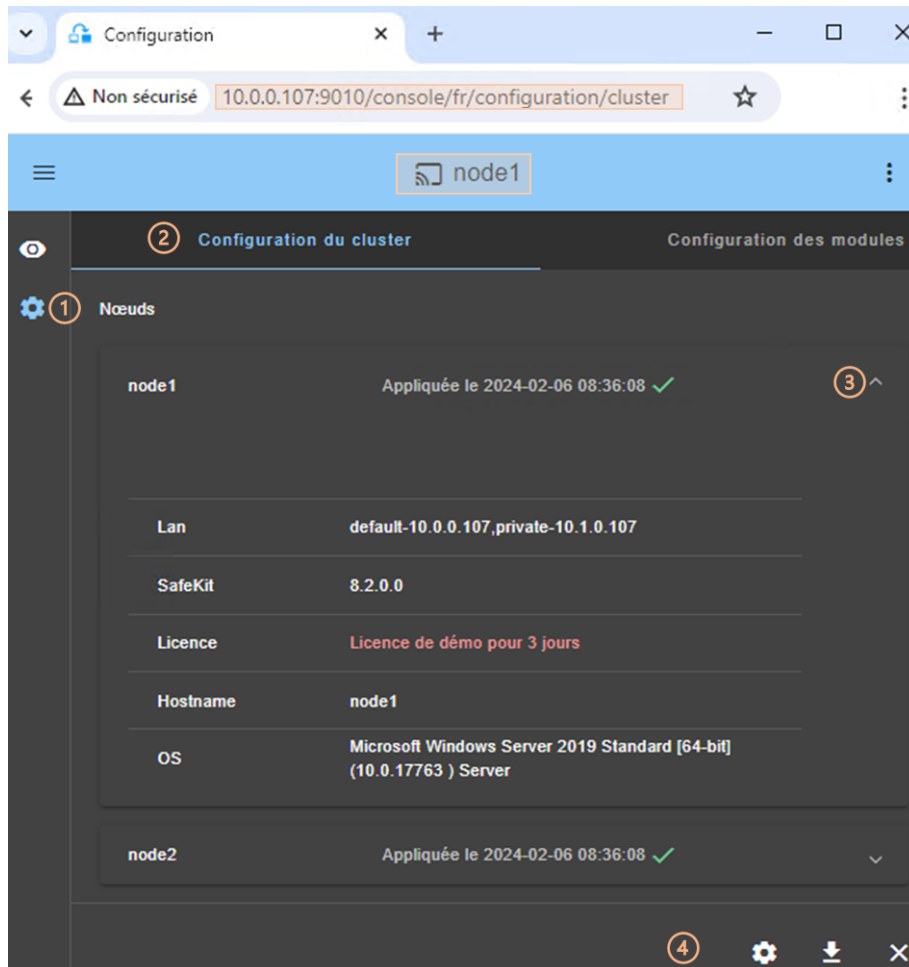 Configuration
Non sécurisé 10.0.0.107:9010/console/fr/configuration/cluster
node1
2 Configuration du cluster Configuration des modules
1 Nœuds
node1 Appliquée le 2024-02-06 08:36:08 3
Lan default-10.0.0.107,private-10.1.0.107
SafeKit 8.2.0.0
Licence Licence de démo pour 3 jours
Hostname node1
OS Microsoft Windows Server 2019 Standard [64-bit]
(10.0.17763 ) Server
node2 Appliquée le 2024-02-06 08:36:08
4